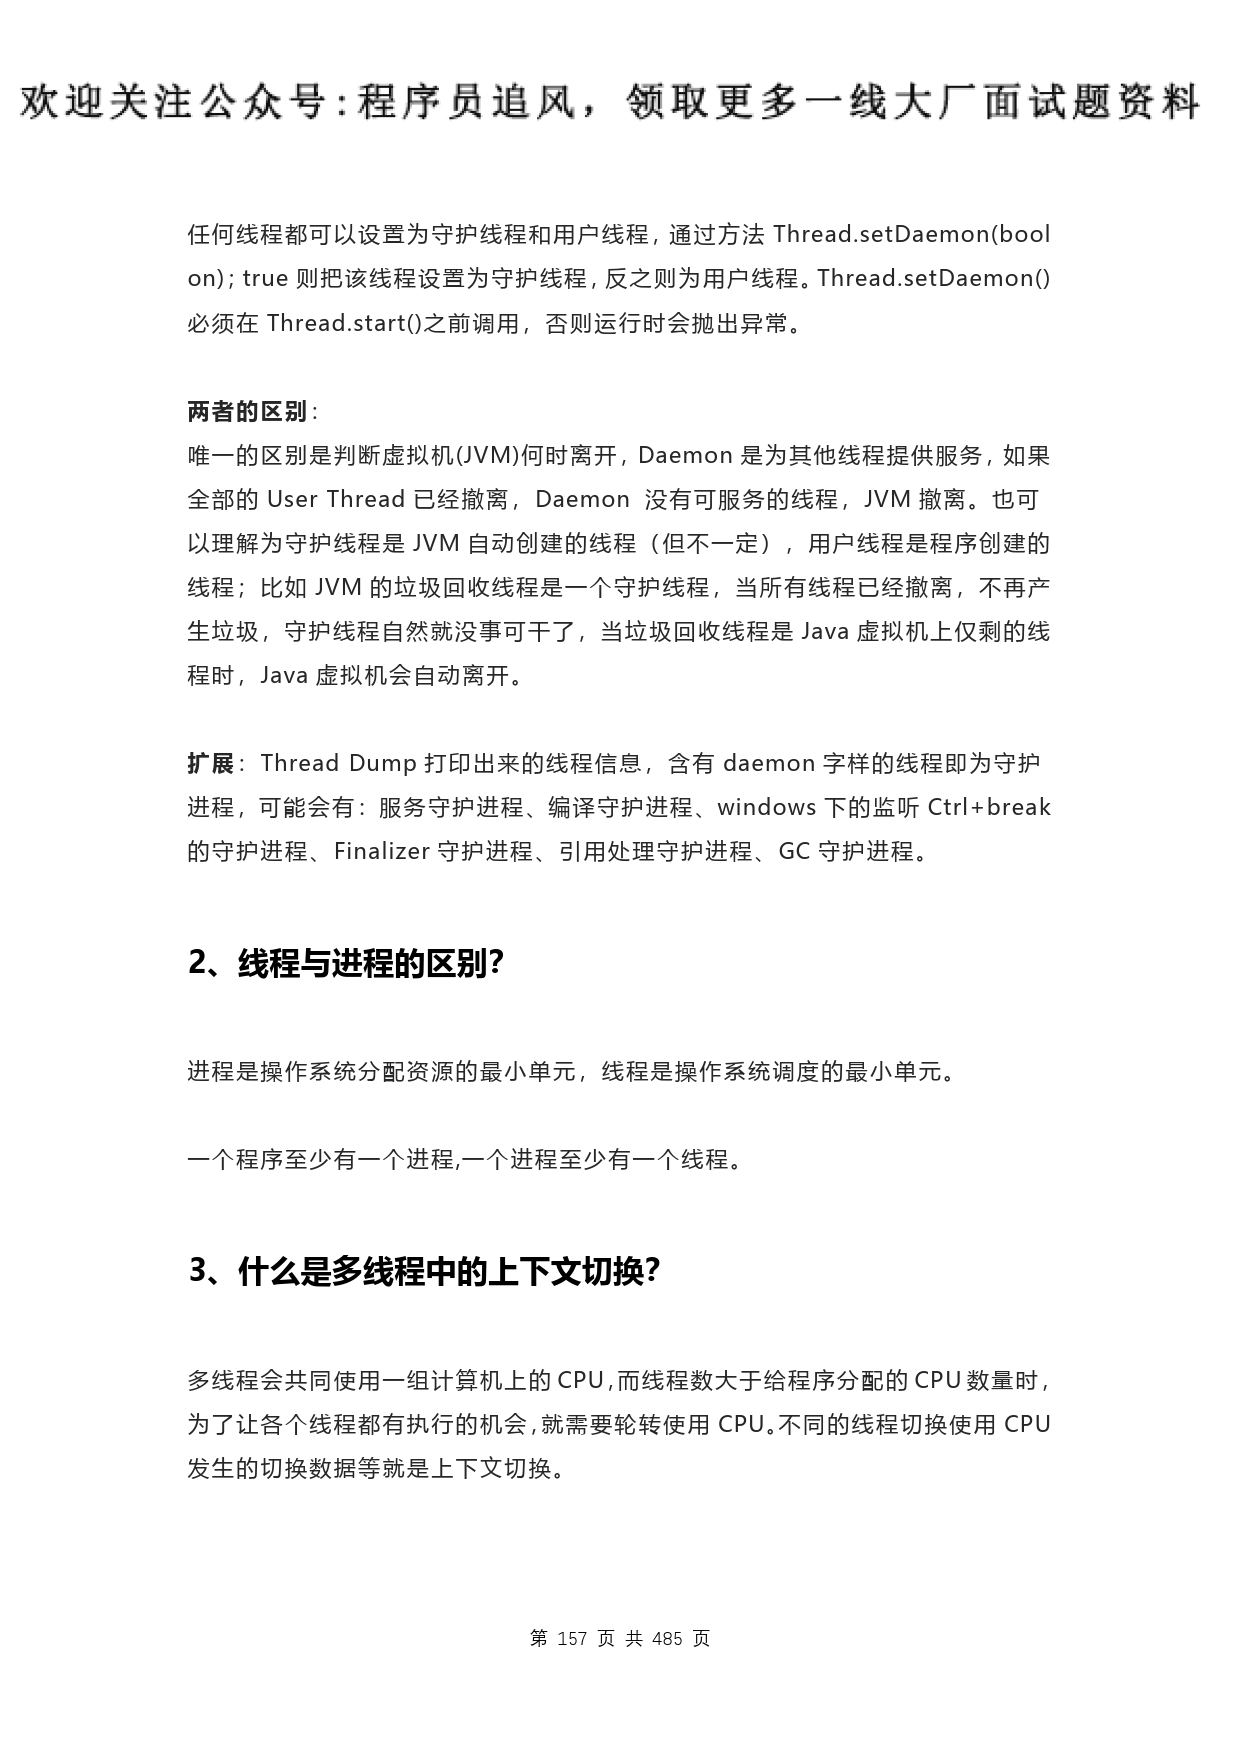 欢迎关注公众号:程序员追风，领取更多一线大厂面试题资料
任何线程都可以设置为守护线程和用户线程，通过方法 Thread.setDaemon(bool
on)；true 则把该线程设置为守护线程，反之则为用户线程。Thread.setDaemon()
必须在 Thread.start()之前调用，否则运行时会抛出异常。
两者的区别：
唯一的区别是判断虚拟机(JVM)何时离开，Daemon 是为其他线程提供服务，如果
全部的 User Thread 已经撤离，Daemon 没有可服务的线程，JVM 撤离。也可
以理解为守护线程是 JVM 自动创建的线程（但不一定），用户线程是程序创建的
线程；比如 JVM 的垃圾回收线程是一个守护线程，当所有线程已经撤离，不再产
生垃圾，守护线程自然就没事可干了，当垃圾回收线程是 Java 虚拟机上仅剩的线
程时，Java 虚拟机会自动离开。
扩展：Thread Dump 打印出来的线程信息，含有 daemon 字样的线程即为守护
进程，可能会有：服务守护进程、编译守护进程、windows 下的监听 Ctrl+break
的守护进程、Finalizer 守护进程、引用处理守护进程、GC 守护进程。
2、线程与进程的区别？
进程是操作系统分配资源的最小单元，线程是操作系统调度的最小单元。
一个程序至少有一个进程,一个进程至少有一个线程。
3、什么是多线程中的上下文切换？
多线程会共同使用一组计算机上的 CPU，而线程数大于给程序分配的 CPU 数量时，
为了让各个线程都有执行的机会，就需要轮转使用 CPU。不同的线程切换使用 CPU
发生的切换数据等就是上下文切换。
第 157 页 共 485 页